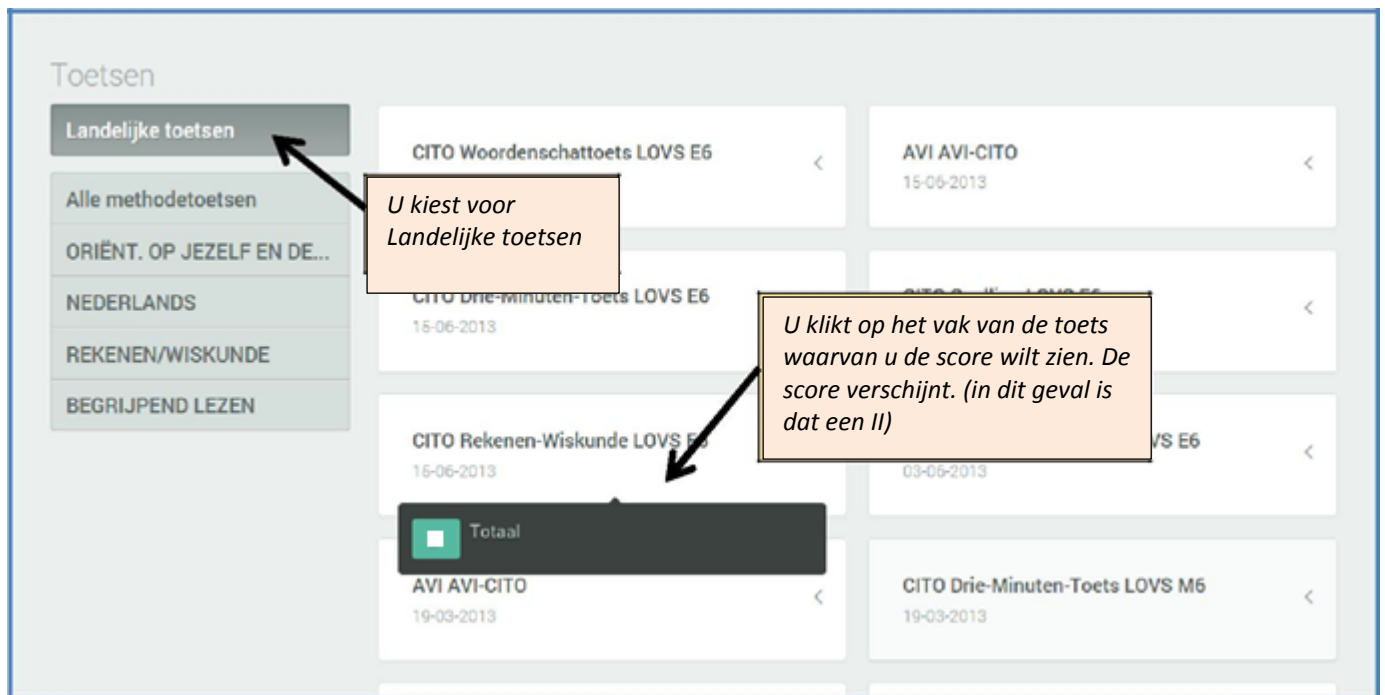 Toetsen
Landelijke toetsen
Alle methodetoetsen
ORIËNT. OP JEZELF EN DE...
NEDERLANDS
REKENEN/WISKUNDE
BEGRIJPEND LEZEN
CITO Woordenschattoets LOVS E6
AVI AVI-CITO
15-06-2013
U kiest voor
Landelijke toetsen
CITO Drie-Minuten-Toets LOVS E6
15-06-2013
U klikt op het vak van de toets
waarvan u de score wilt zien. De
score verschijnt. (in dit geval is
dat een II)
CITO Rekenen-Wiskunde LOVS
15-06-2013
E6
03-06-2013
Totaal
AVI AVI-CITO
19-03-2013
CITO Drie-Minuten-Toets LOVS M6
19-03-2013